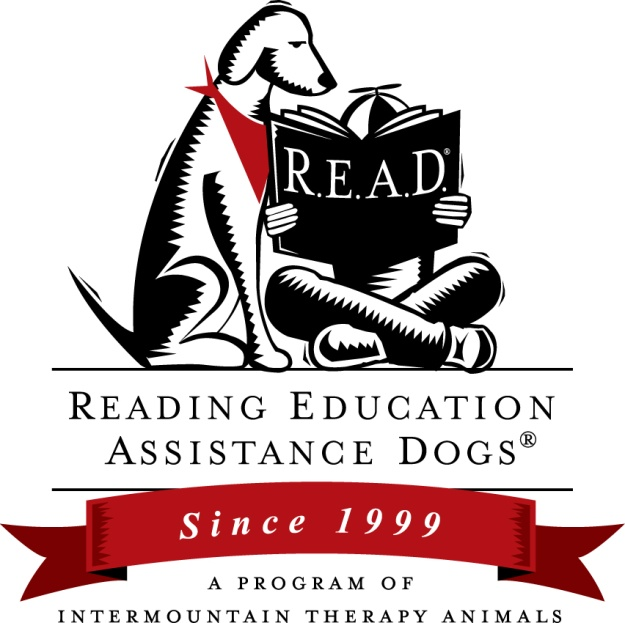 R.E.A.D.®
READING EDUCATION
ASSISTANCE DOGS®
Since 1999
A PROGRAM OF
INTERMOUNTAIN THERAPY ANIMALS